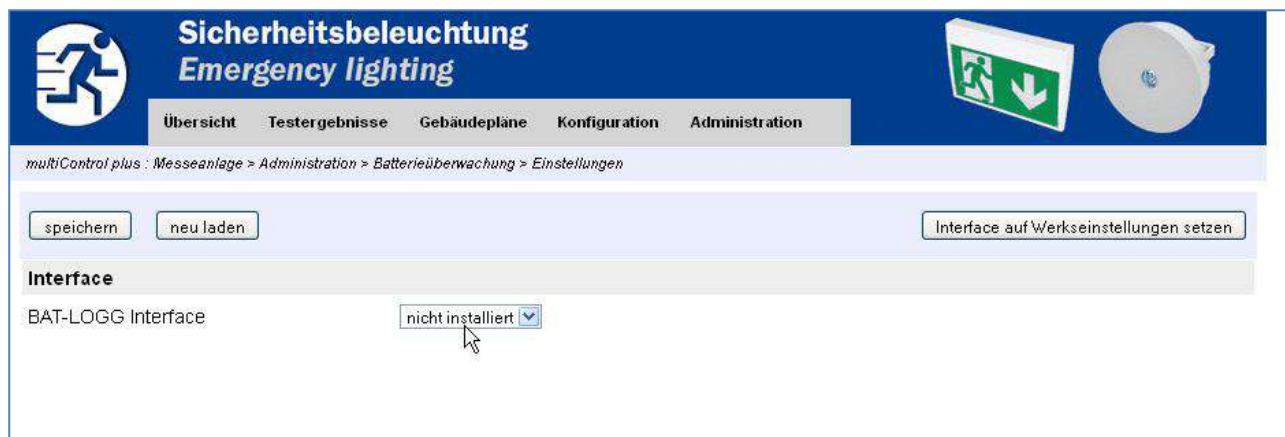 Sicherheitsbeleuchtung
Emergency lighting
Übersicht Testergebnisse Gebäudepläne Konfiguration Administration
multiControl plus : Messeanlage > Administration > Batterieüberwachung > Einstellungen
speichern neu laden Interface auf Werkseinstellungen setzen
Interface
BAT-LOGG Interface nicht installiert